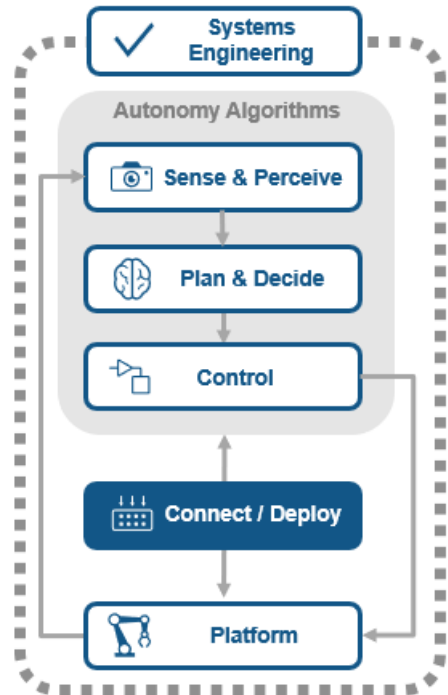 Systems
Engineering
Autonomy Algorithms
Sense & Perceive
Plan & Decide
Control
Connect / Deploy
Platform